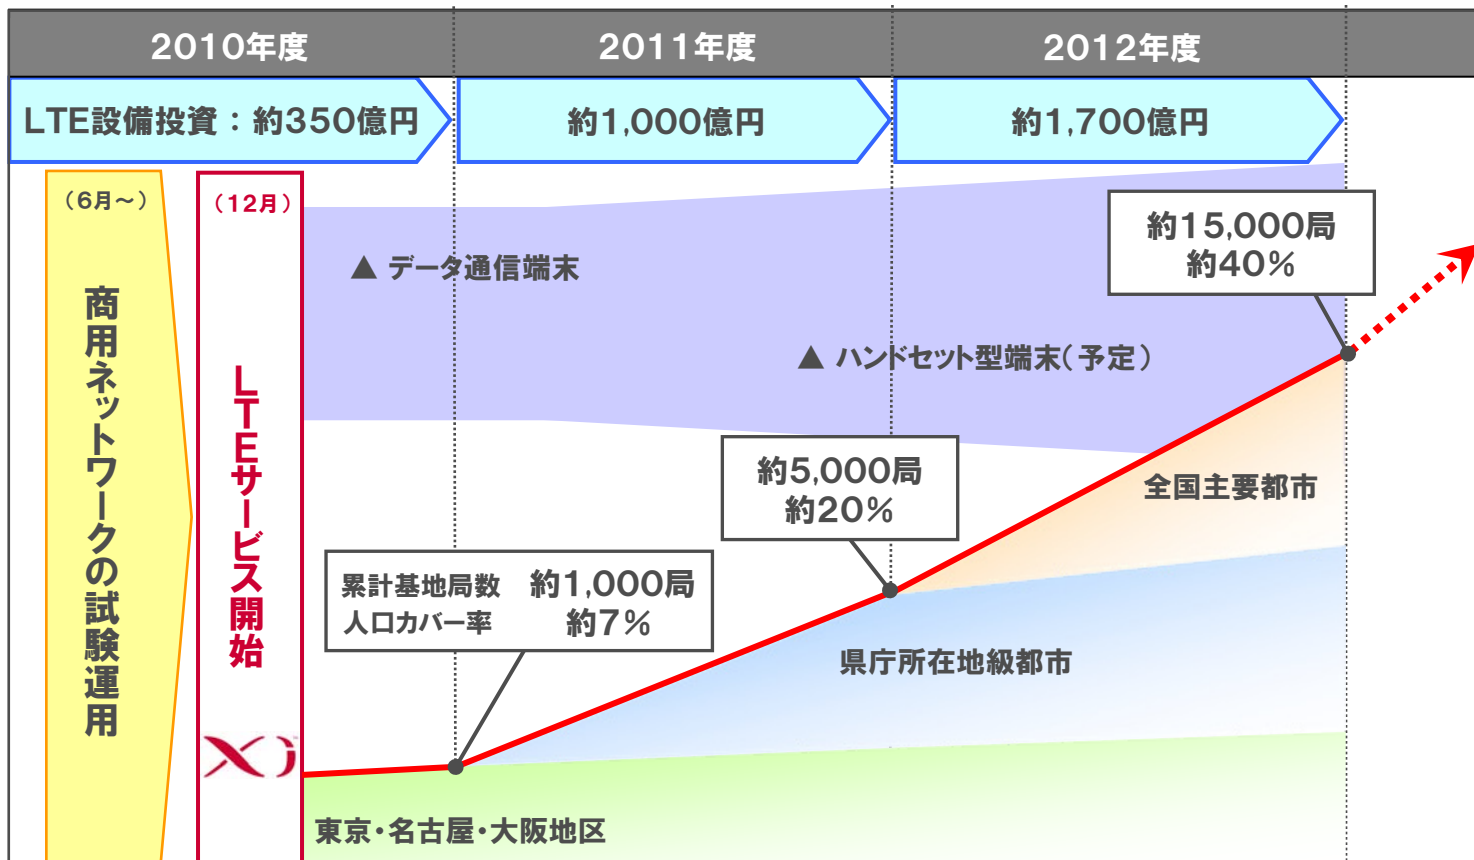 2010年度
2011年度
2012年度
LTE設備投資：約350億円
約1,000億円
約1,700億円
（6月～）
商用ネットワークの試験運用
（12月）
LTEサービス開始
Xi
▲ データ通信端末
▲ ハンドセット型端末（予定）
約15,000局
約40%
約5,000局
約20%
累計基地局数 約1,000局
人口カバー率 約7%
全国主要都市
県庁所在地級都市
東京・名古屋・大阪地区